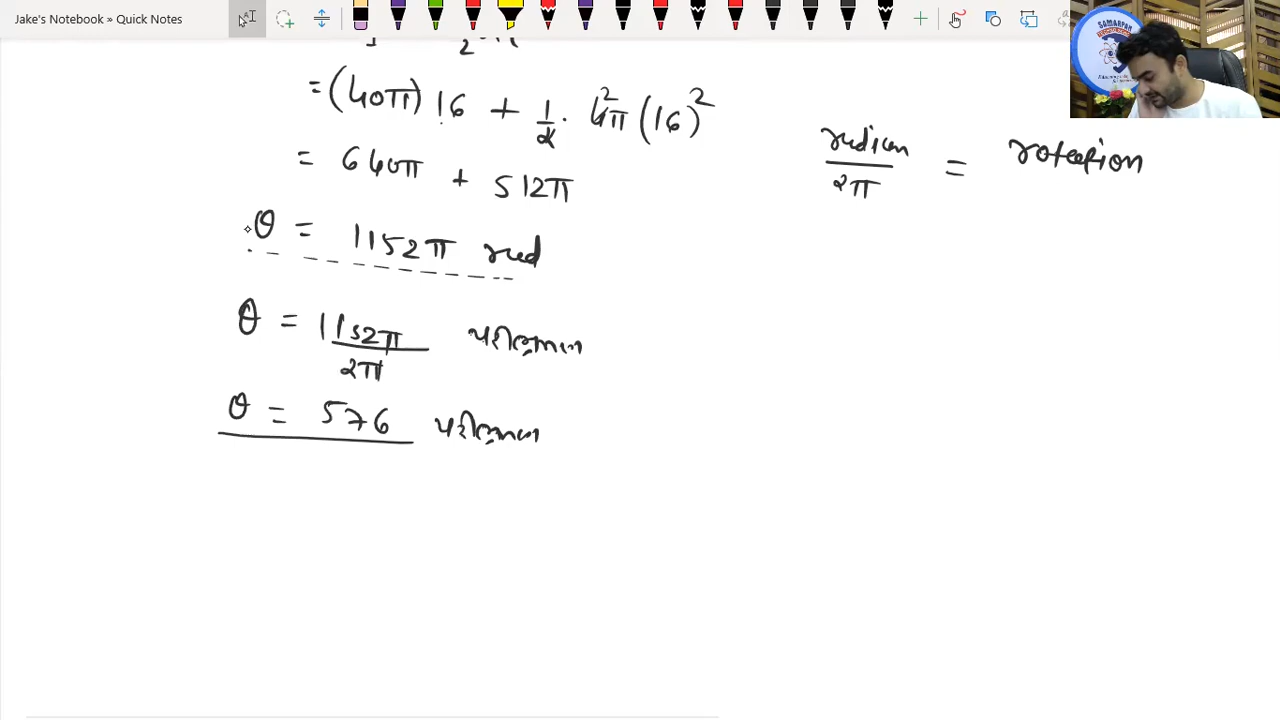 Jake's Notebook » Quick Notes
SAMARPAN
= (40π) 16 + 1/2 · 4π (16)²
radian/2π = rotation
= 640π + 512π
θ = 1152π rad
θ = 1152π/2π પરીભ્રમણ
θ = 576 પરીભ્રમણ